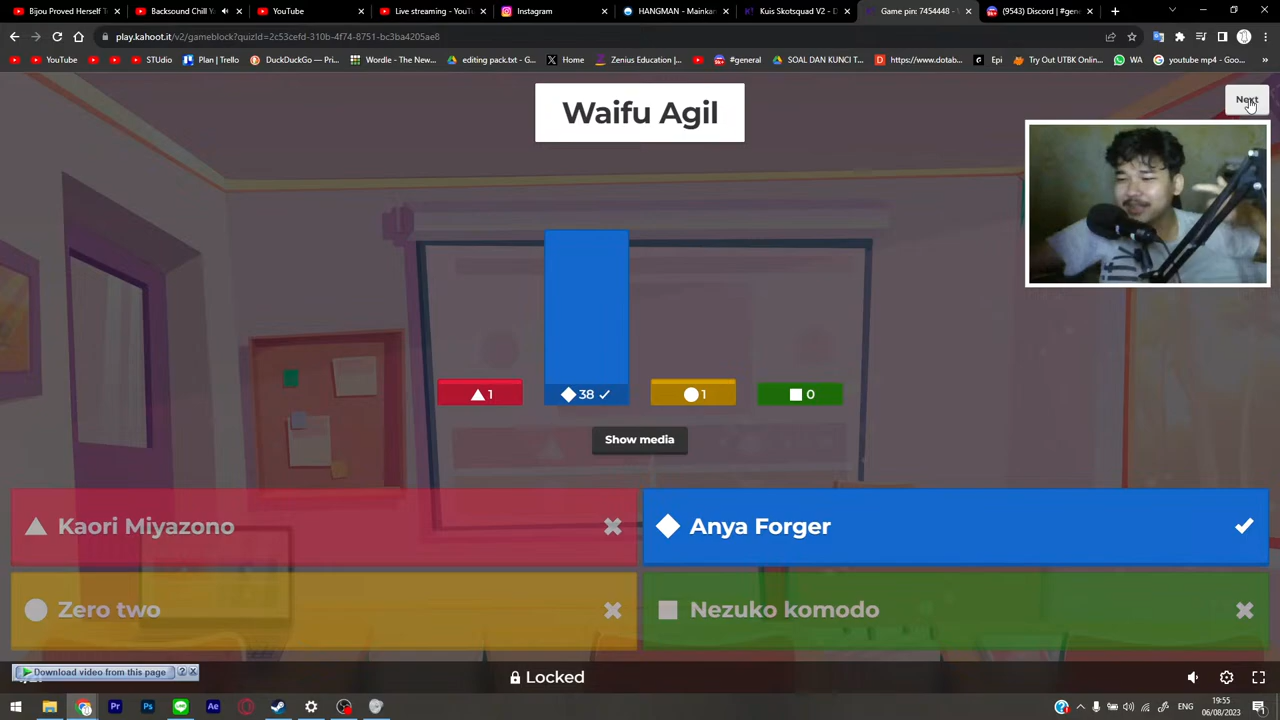 Bijou Proved Herself T
Backsound Chill Y
YouTube
Live streaming - YouTu
Instagram
HANGMAN - Mainkan
Kuis Skotsquad V2 - D
Game pin: 7454448 - V
(9543) Discord | #gene
play.kahoot.it/v2/gameblock?quizId=2c53cefd-310b-4f74-8751-bc3ba4205ae8
YouTube
STUdio
Plan | Trello
DuckDuckGo — Pri...
Wordle - The New...
editing pack.txt - G...
Home
Zenius Education |...
#general
SOAL DAN KUNCI T...
https://www.dotab...
Epi
Try Out UTBK Onlin...
WA
youtube mp4 - Goo...
Waifu Agil
Next
1
38
1
0
Show media
Kaori Miyazono
Anya Forger
Zero two
Nezuko komodo
Download video from this page
Locked
ENG
19:55
06/08/2023